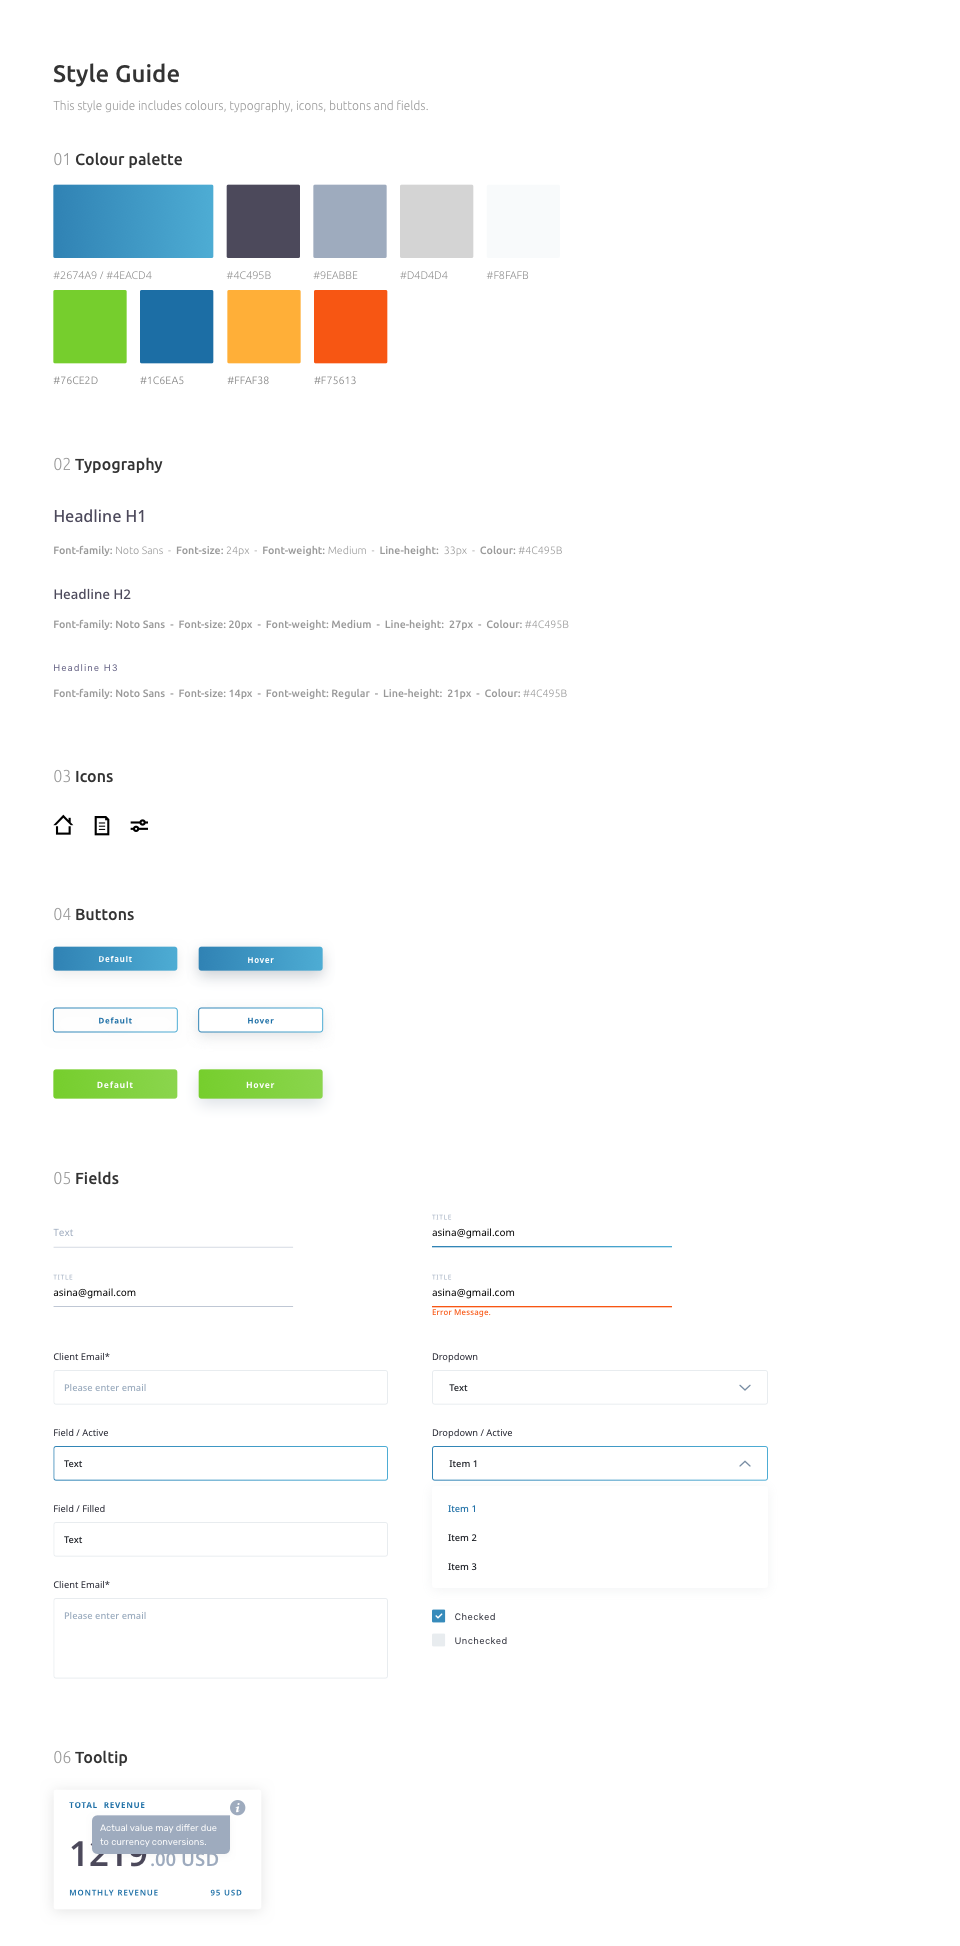 Style Guide
This style guide includes colours, typography, icons, buttons and fields.
01 Colour palette
#2674A9 / #4EACD4
#4C495B
#9EABBE
#D4D4D4
#F8FAFB
#76CE2D
#1C6EA5
#FFAF38
#F75613
02 Typography
Headline H1
Font-family: Noto Sans - Font-size: 24px - Font-weight: Medium - Line-height: 33px - Colour: #4C495B
Headline H2
Font-family: Noto Sans - Font-size: 20px - Font-weight: Medium - Line-height: 27px - Colour: #4C495B
Headline H3
Font-family: Noto Sans - Font-size: 14px - Font-weight: Regular - Line-height: 21px - Colour: #4C495B
03 Icons
04 Buttons
Default
Hover
Default
Hover
Default
Hover
05 Fields
Text
TITLE
asina@gmail.com
TITLE
asina@gmail.com
TITLE
asina@gmail.com
Error Message.
Client Email*
Please enter email
Dropdown
Text
Field / Active
Text
Dropdown / Active
Item 1
Field / Filled
Text
Item 1
Item 2
Item 3
Client Email*
Please enter email
Checked
Unchecked
06 Tooltip
TOTAL REVENUE
i
Actual value may differ due
to currency conversions.
1219.00 USD
MONTHLY REVENUE
95 USD